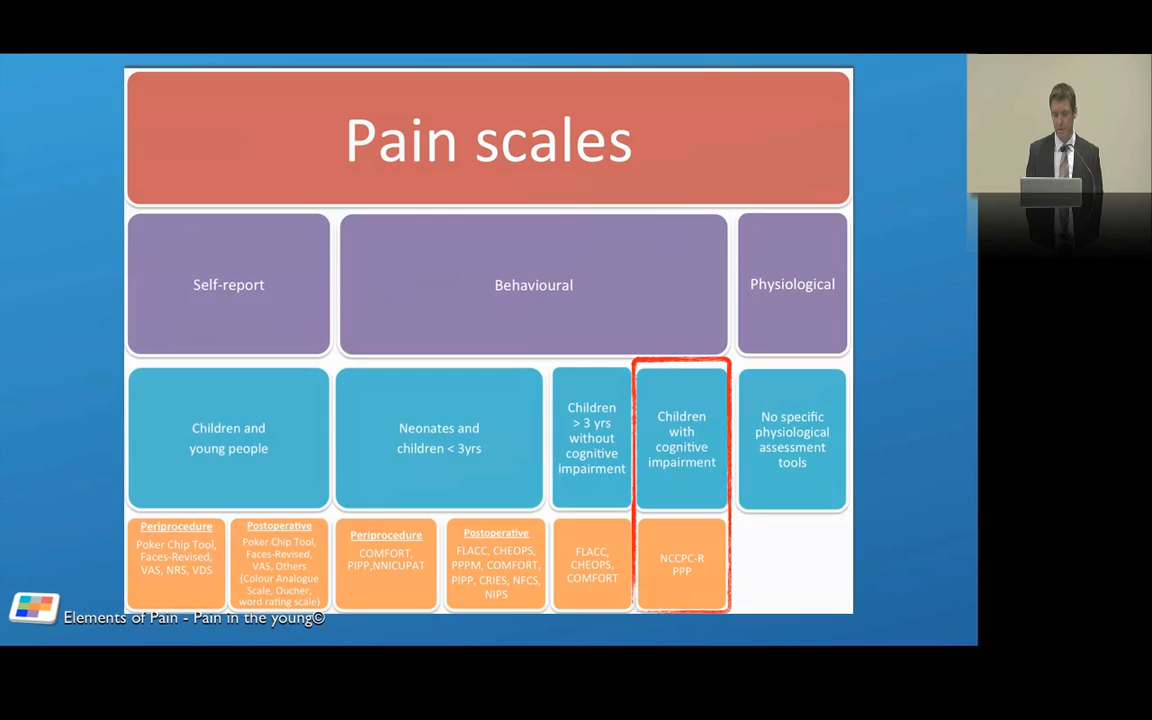 Pain scales
Self-report
Behavioural
Physiological
Children and
young people
Neonates and
children < 3yrs
Children
> 3 yrs
without
cognitive
impairment
Children
with
cognitive
impairment
No specific
physiological
assessment
tools
Periprocedure
Poker Chip Tool,
Faces-Revised,
VAS, NRS, VDS
Postoperative
Poker Chip Tool,
Faces-Revised,
VAS, Others
(Colour Analogue
Scale, Oucher,
word rating scale)
Periprocedure
COMFORT,
PIPP,NNICUPAT
Postoperative
FLACC, CHEOPS,
PPPM, COMFORT,
PIPP, CRIES, NFCS,
NIPS
FLACC,
CHEOPS,
COMFORT
NCCPC-R
PPP
Elements of Pain - Pain in the young©